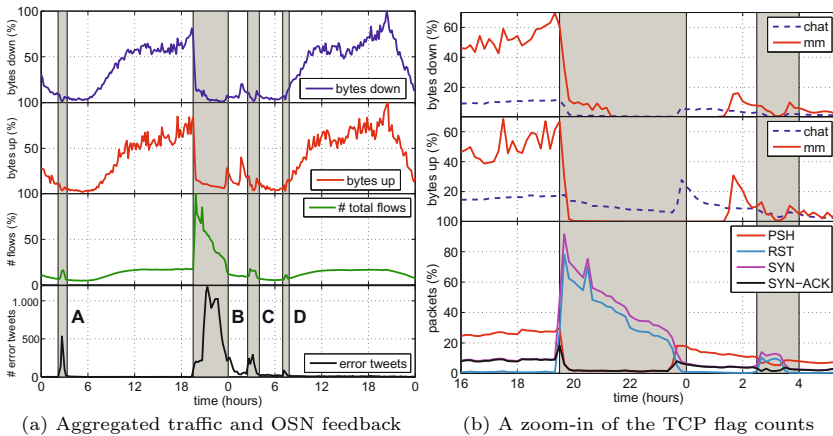 100
50
0
bytes down (%)
bytes down
100
50
0
bytes up (%)
bytes up
100
50
0
# flows (%)
# total flows
1.000
500
0
# error tweets
A
B
C
D
error tweets
0 6 12 18 0 6 12 18 0
time (hours)
60
40
20
bytes down (%)
chat
mm
60
40
20
bytes up (%)
chat
mm
80
60
40
20
0
packets (%)
PSH
RST
SYN
SYN-ACK
16 18 20 22 0 2 4
time (hours)
(a) Aggregated traffic and OSN feedback
(b) A zoom-in of the TCP flag counts